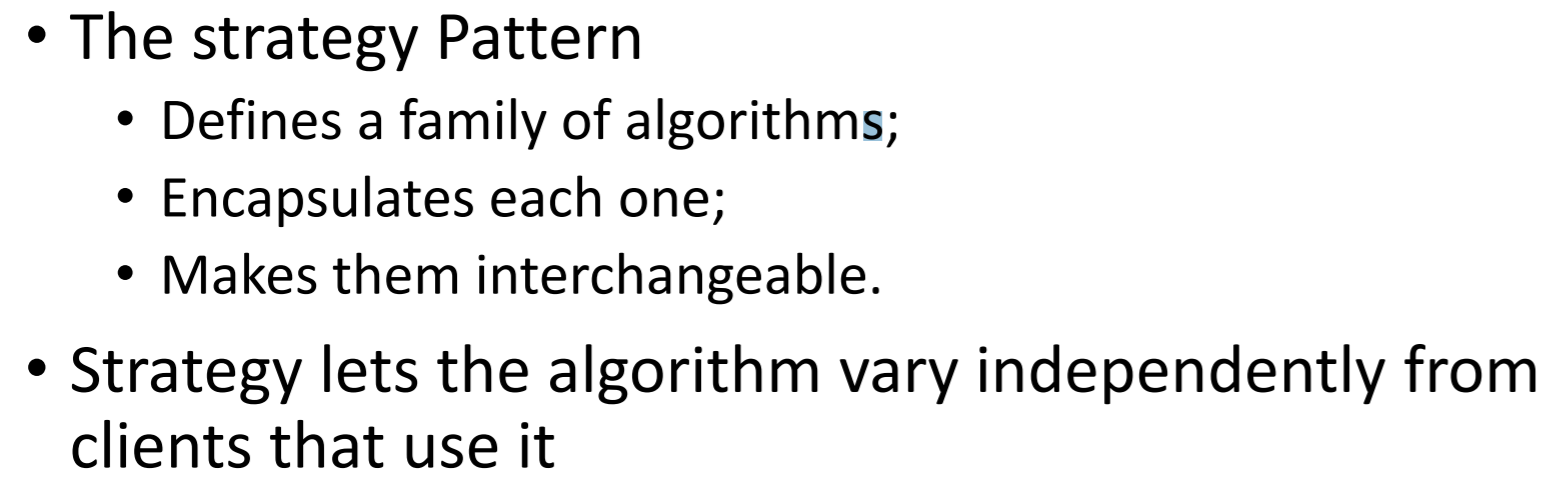 • The strategy Pattern
• Defines a family of algorithms;
• Encapsulates each one;
• Makes them interchangeable.
• Strategy lets the algorithm vary independently from
clients that use it